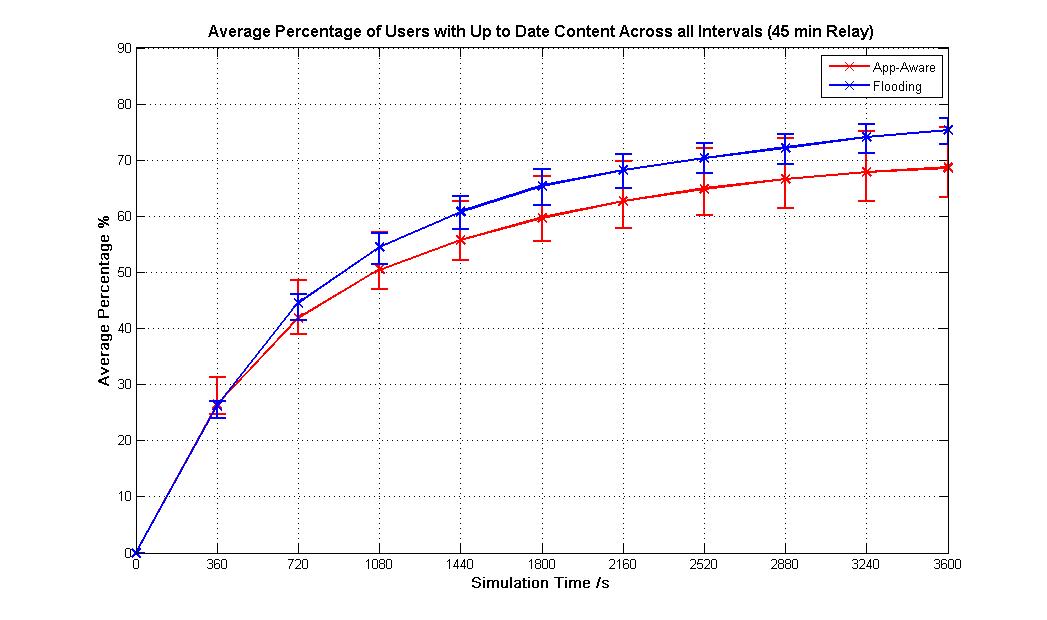 Average Percentage of Users with Up to Date Content Across all Intervals (45 min Relay)
90
80
70
60
50
40
30
20
10
0
App-Aware
Flooding
Average Percentage %
0 360 720 1080 1440 1800 2160 2520 2880 3240 3600
Simulation Time /s